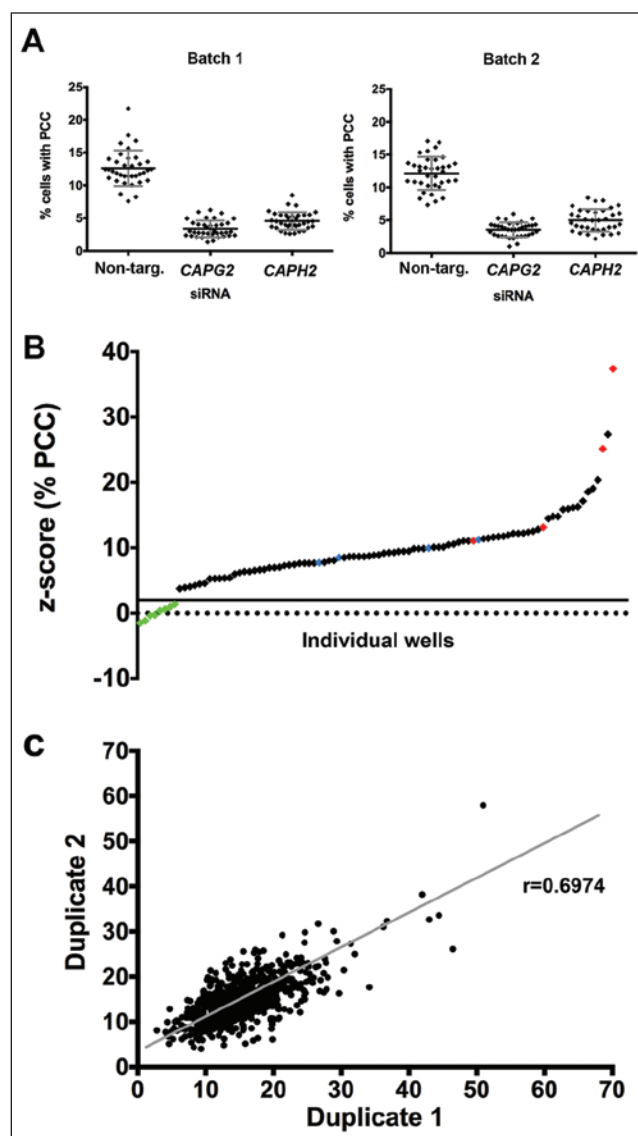 A
Batch 1
Batch 2
% cells with PCC
25
20
15
10
5
0
Non-targ. CAPG2 CAPH2
siRNA
% cells with PCC
25
20
15
10
5
0
Non-targ. CAPG2 CAPH2
siRNA
B
z-score (% PCC)
40
30
20
10
0
-10
Individual wells
C
Duplicate 2
70
60
50
40
30
20
10
0
r=0.6974
0 10 20 30 40 50 60 70
Duplicate 1